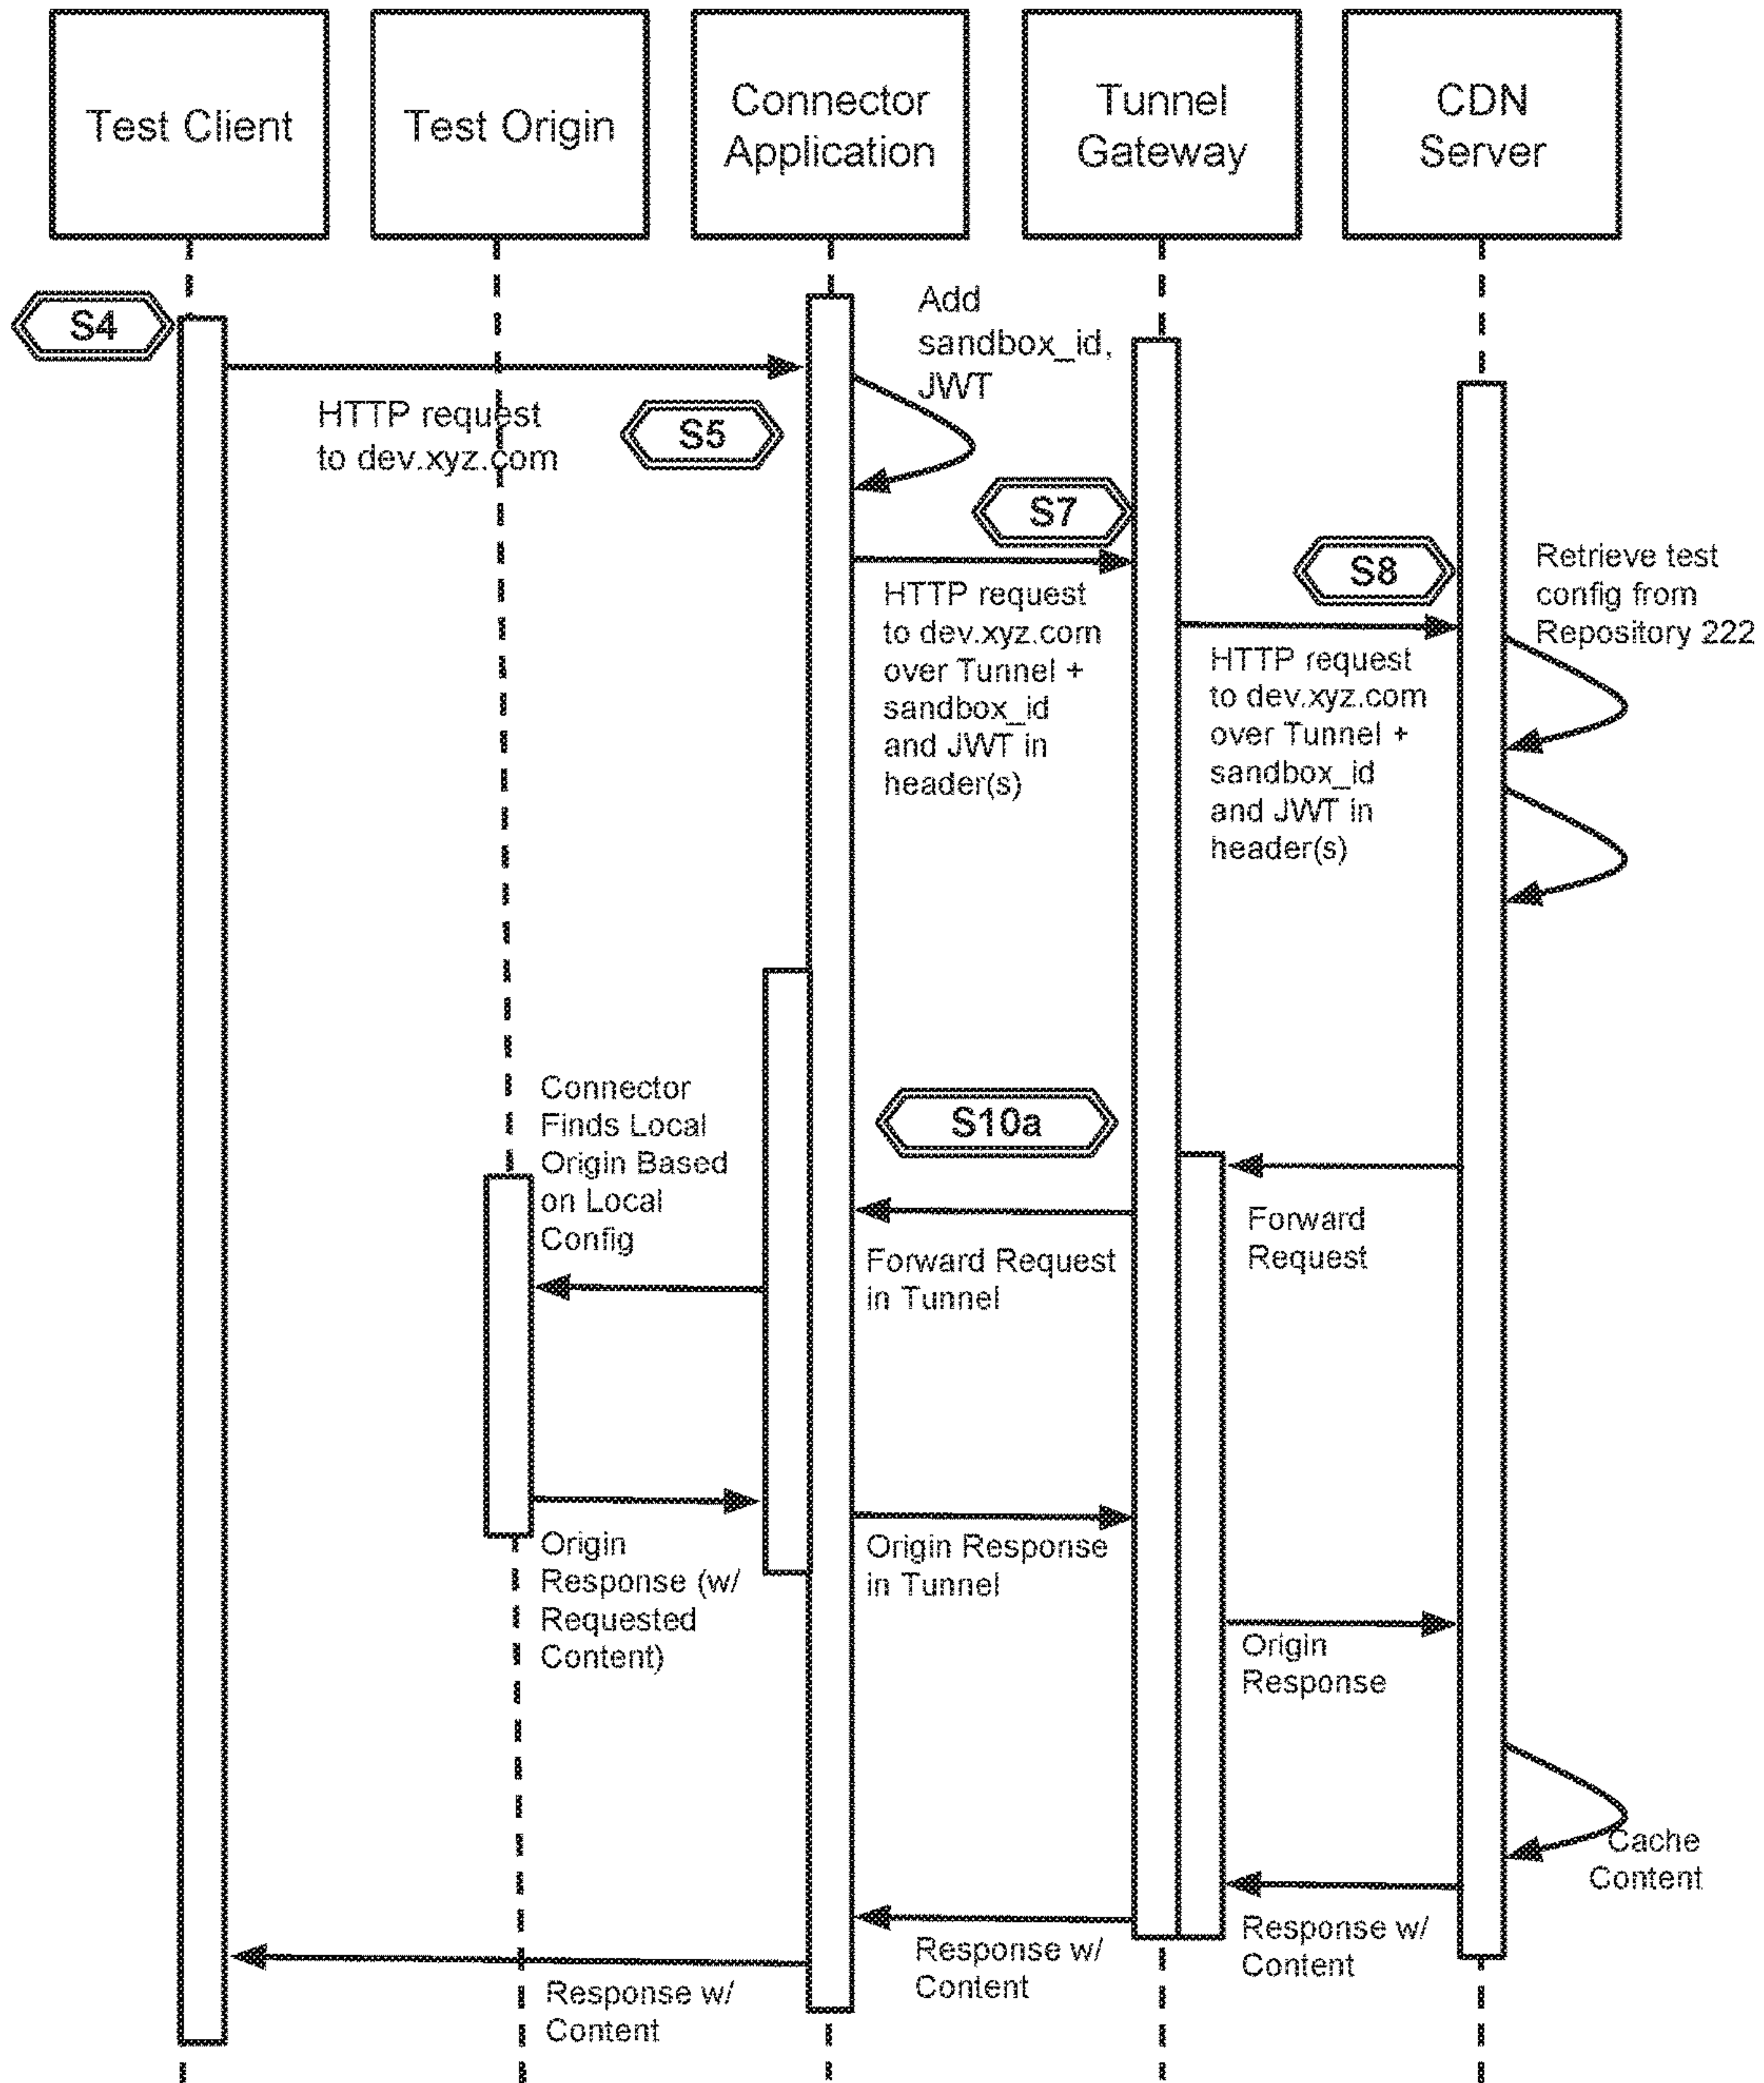 Test Client
Test Origin
Connector
Application
Tunnel
Gateway
CDN
Server
S4
HTTP request
to dev.xyz.com
S5
Add
sandbox_id,
JWT
S7
HTTP request
to dev.xyz.com
over Tunnel +
sandbox_id
and JWT in
header(s)
S8
HTTP request
to dev.xyz.com
over Tunnel +
sandbox_id
and JWT in
header(s)
Retrieve test
config from
Repository 222
Connector
Finds Local
Origin Based
on Local
Config
S10a
Forward Request
in Tunnel
Forward
Request
Origin
Response (w/
Requested
Content)
Origin Response
in Tunnel
Origin
Response
Cache
Content
Response w/
Content
Response w/
Content
Response w/
Content